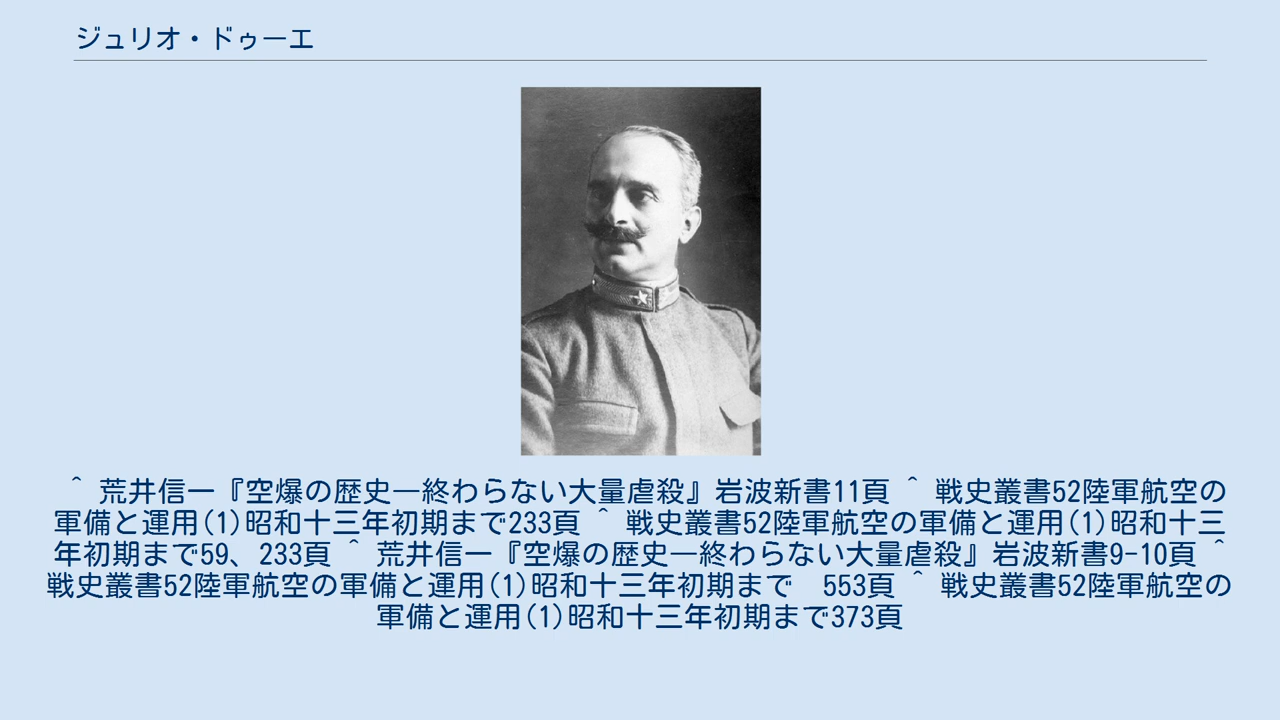 ジュリオ・ドゥーエ
^ 荒井信一『空爆の歴史―終わらない大量虐殺』岩波新書11頁 ^ 戦史叢書52陸軍航空の
軍備と運用(1)昭和十三年初期まで233頁 ^ 戦史叢書52陸軍航空の軍備と運用(1)昭和十三
年初期まで59、233頁 ^ 荒井信一『空爆の歴史―終わらない大量虐殺』岩波新書9-10頁 ^
戦史叢書52陸軍航空の軍備と運用(1)昭和十三年初期まで　553頁 ^ 戦史叢書52陸軍航空の
軍備と運用(1)昭和十三年初期まで373頁